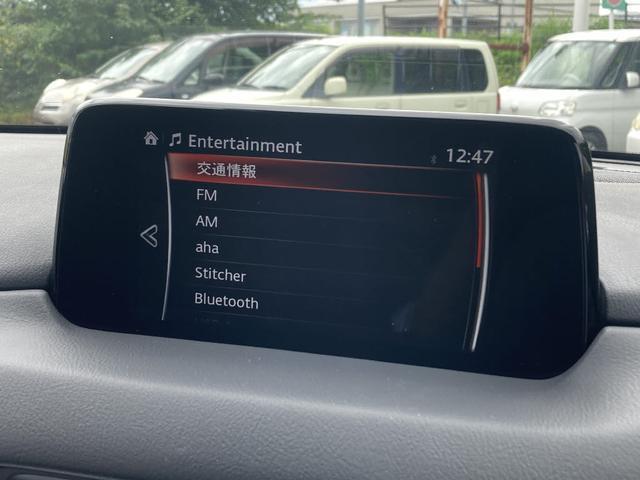 Entertainment
12:47
交通情報
FM
AM
aha
Stitcher
Bluetooth